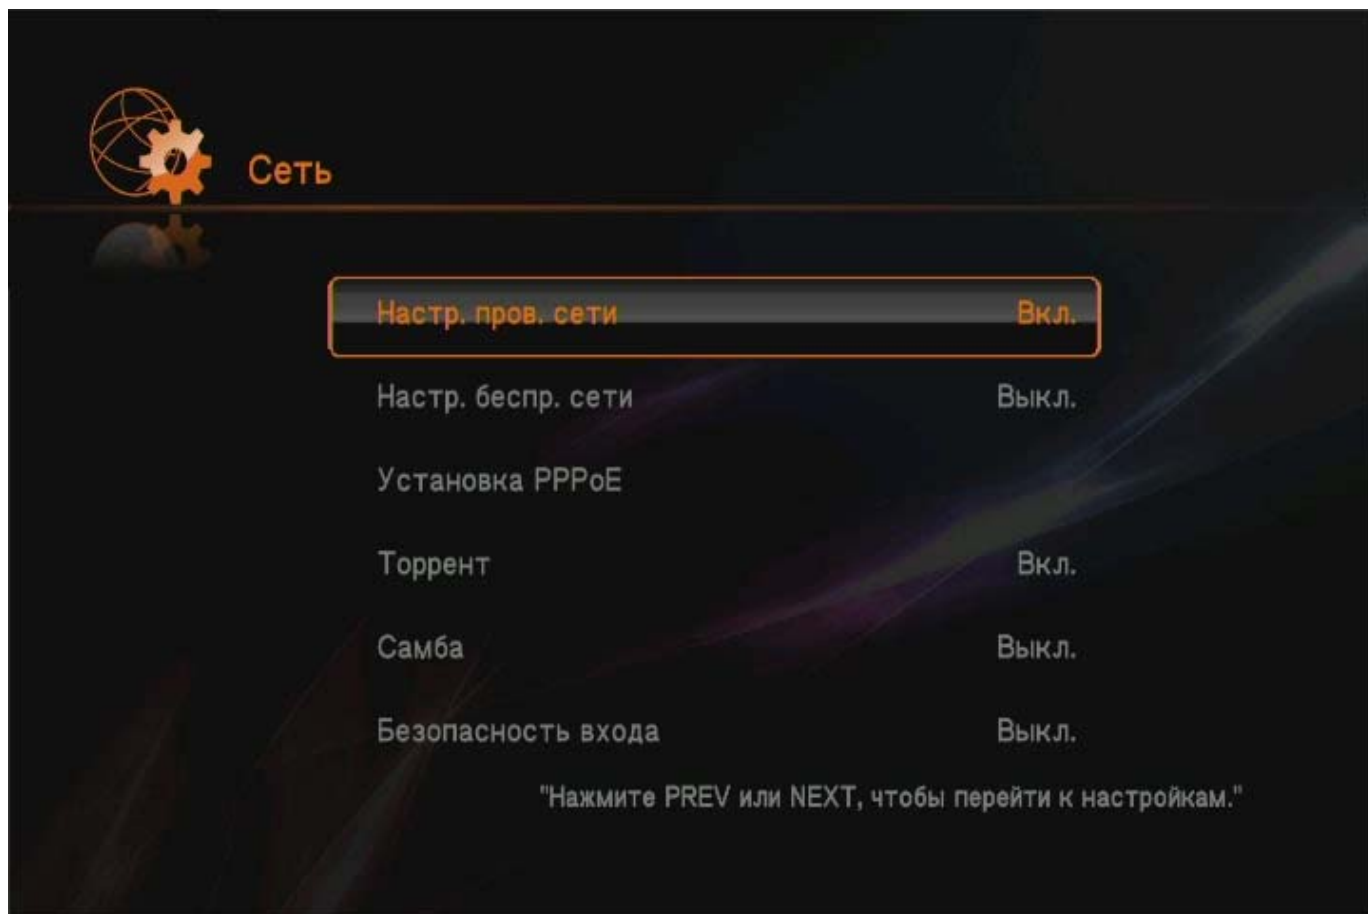 Сеть
Настр. пров. сети Вкл.
Настр. беспр. сети Выкл.
Установка PPPoE
Торрент Вкл.
Самба Выкл.
Безопасность входа Выкл.
"Нажмите PREV или NEXT, чтобы перейти к настройкам."